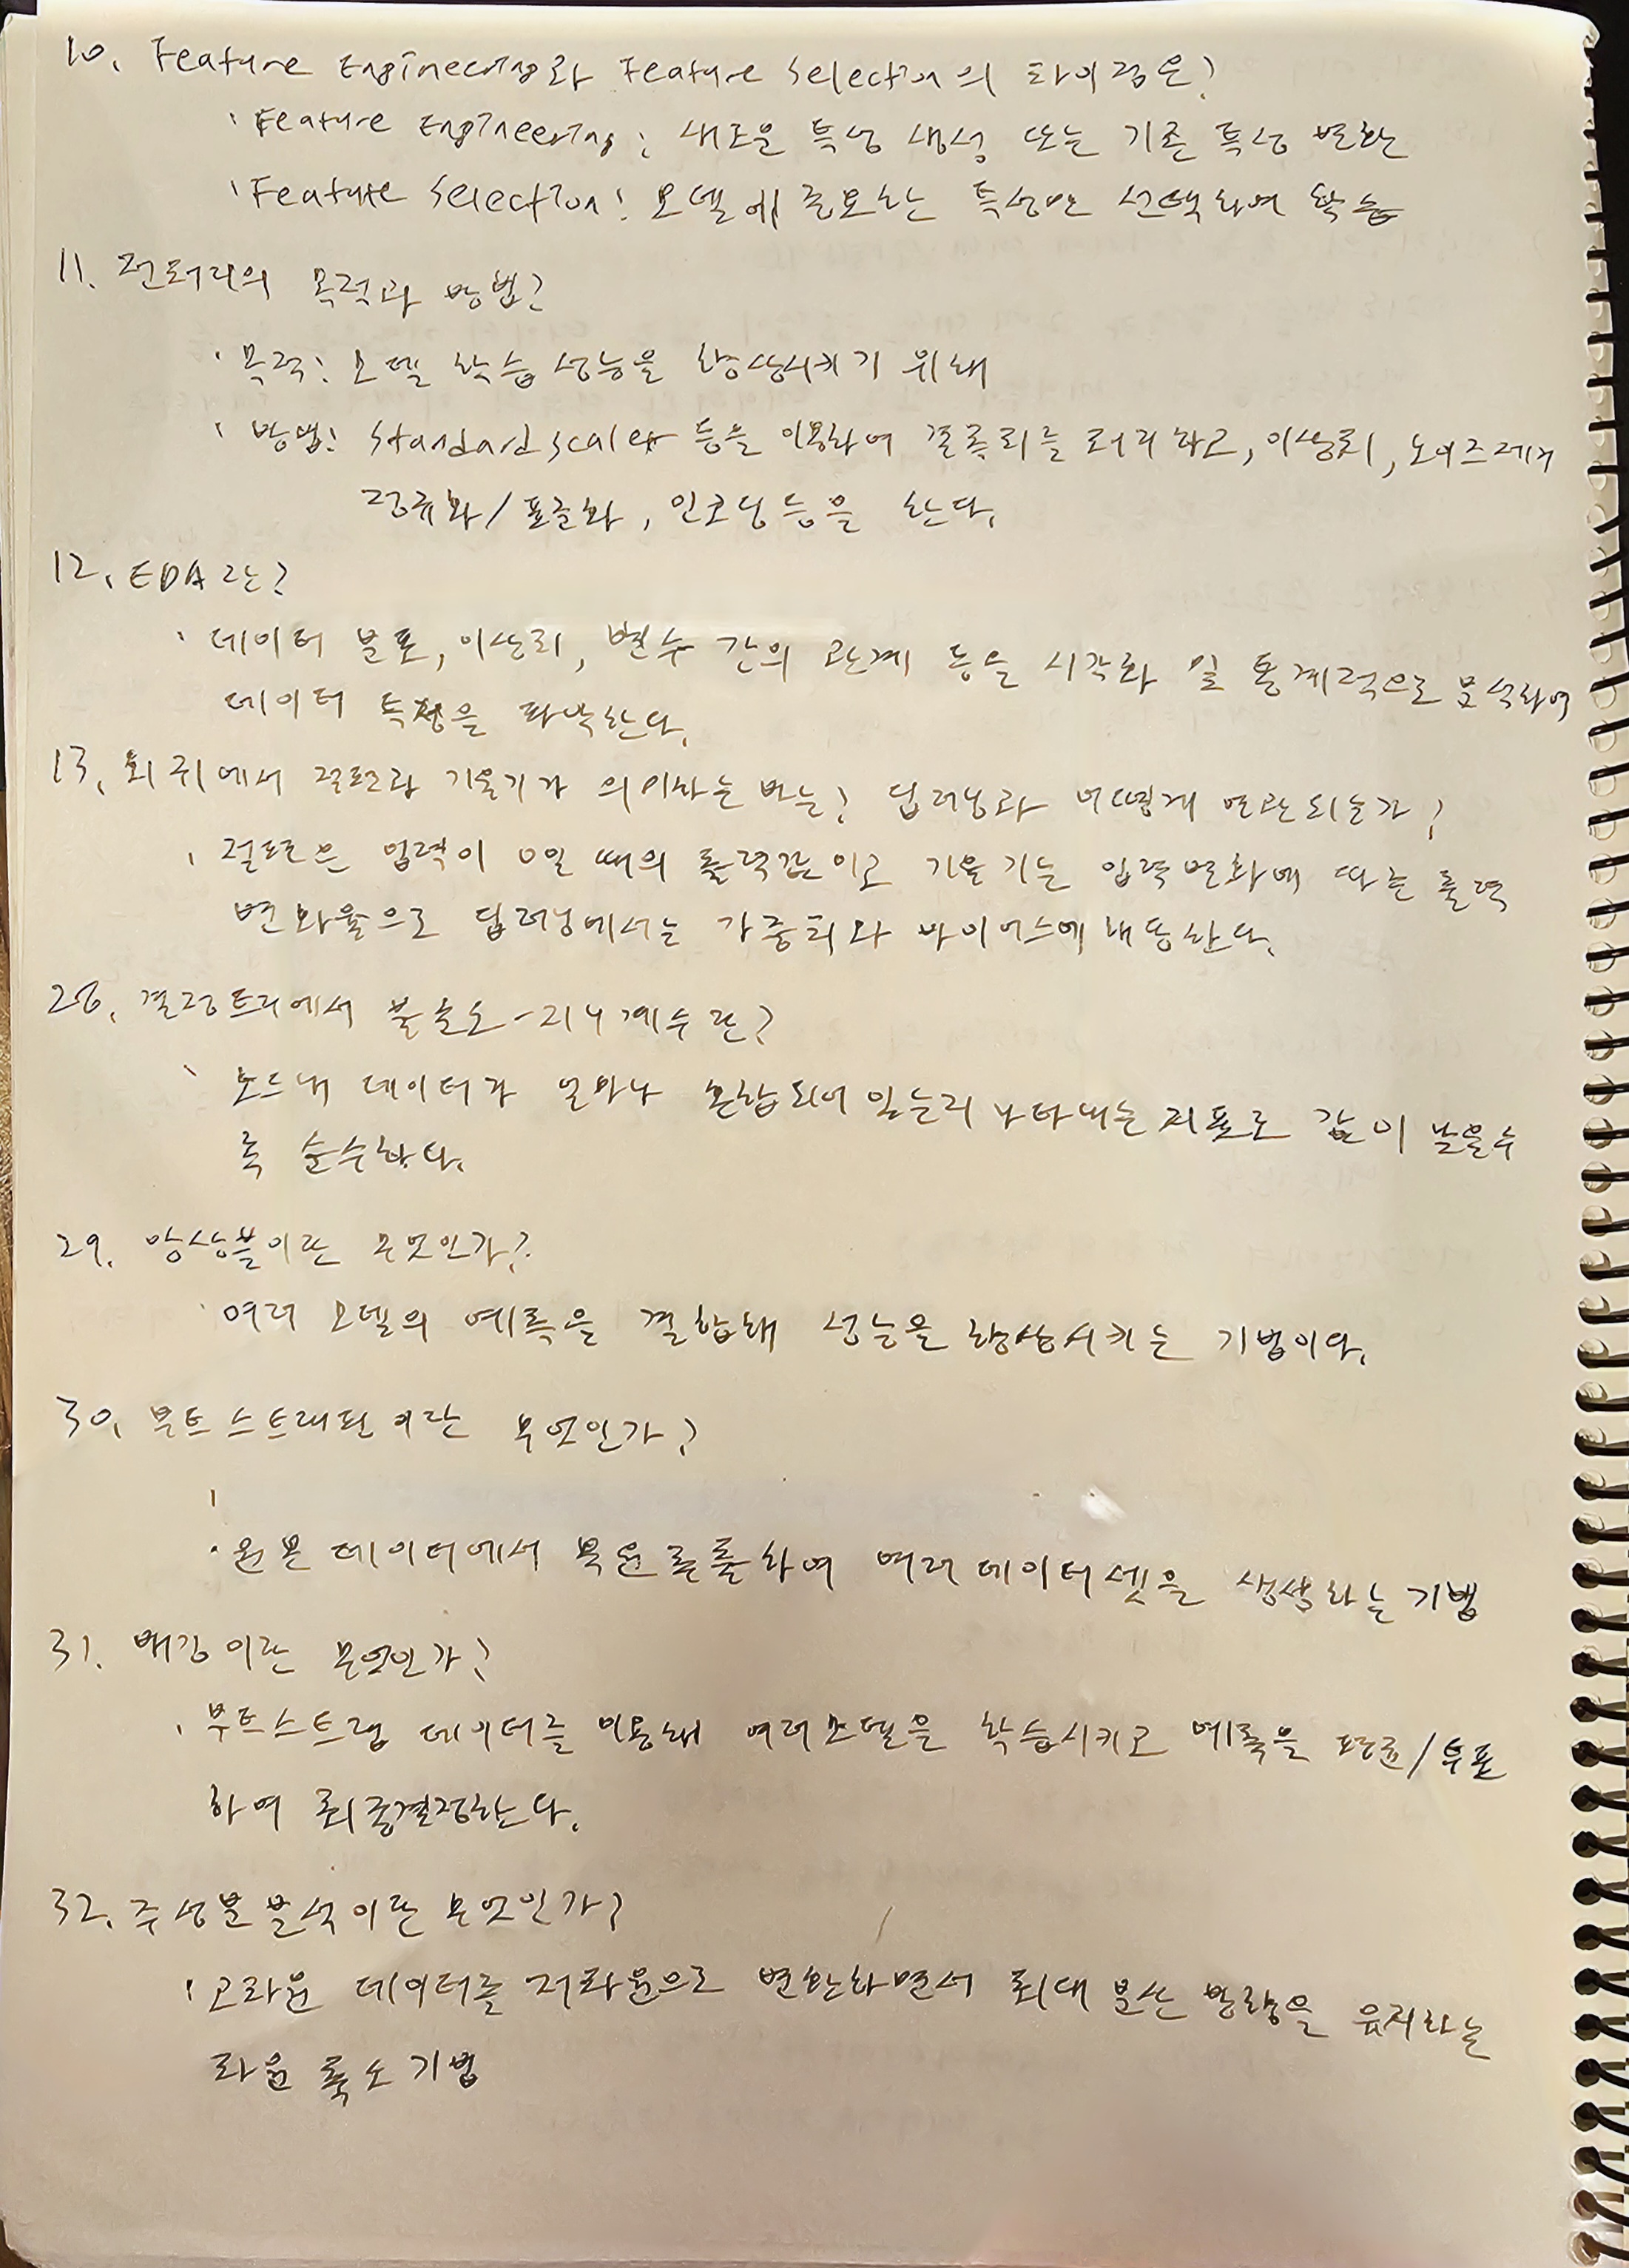 10. Feature Engineering와 Feature Selection의 차이점은?
· Feature Engineering : 새로운 특성 생성 또는 기존 특성 변환
· Feature Selection : 모델에 중요한 특성만 선택하여 학습
11. 전처리의 목적과 방법?
· 목적: 모델 학습 성능을 향상시키기 위해
· 방법: Standard Scaler 등을 이용하여 결측치를 처리하고, 이상치, 노이즈제거
정규화/표준화, 인코딩등을 한다.
12. EDA란?
· 데이터 분포, 이상치, 변수 간의 관계 등을 시각화 및 통계적으로 분석하여
데이터 특징을 파악한다.
13. 회귀에서 절편과 기울기가 의미하는 바는? 딥러닝과 어떻게 연관되는가?
· 절편은 입력이 0일 때의 출력값이고 기울기는 입력변화에 따른 출력
변화율으로 딥러닝에서는 가중치와 바이어스에 대응한다.
28. 결정트리에서 불순도 - 지니계수란?
· 노드내 데이터가 얼마나 혼합되어 있는지 나타내는 지표로 값이 낮을수
록 순수하다.
29. 앙상블이란 무엇인가?
· 여러 모델의 예측을 결합해 성능을 향상시키는 기법이다.
30. 부트스트래핑이란 무엇인가?
· 원본 데이터에서 복원추출하여 여러데이터셋을 생성하는 기법
31. 배깅이란 무엇인가?
· 부트스트랩 데이터를 이용해 여러모델을 학습시키고 예측을 평균/투표
하여 최종결정한다.
32. 주성분 분석이란 무엇인가?
· 고차원 데이터를 저차원으로 변환하면서 최대 분산 방향을 유지하는
차원 축소 기법